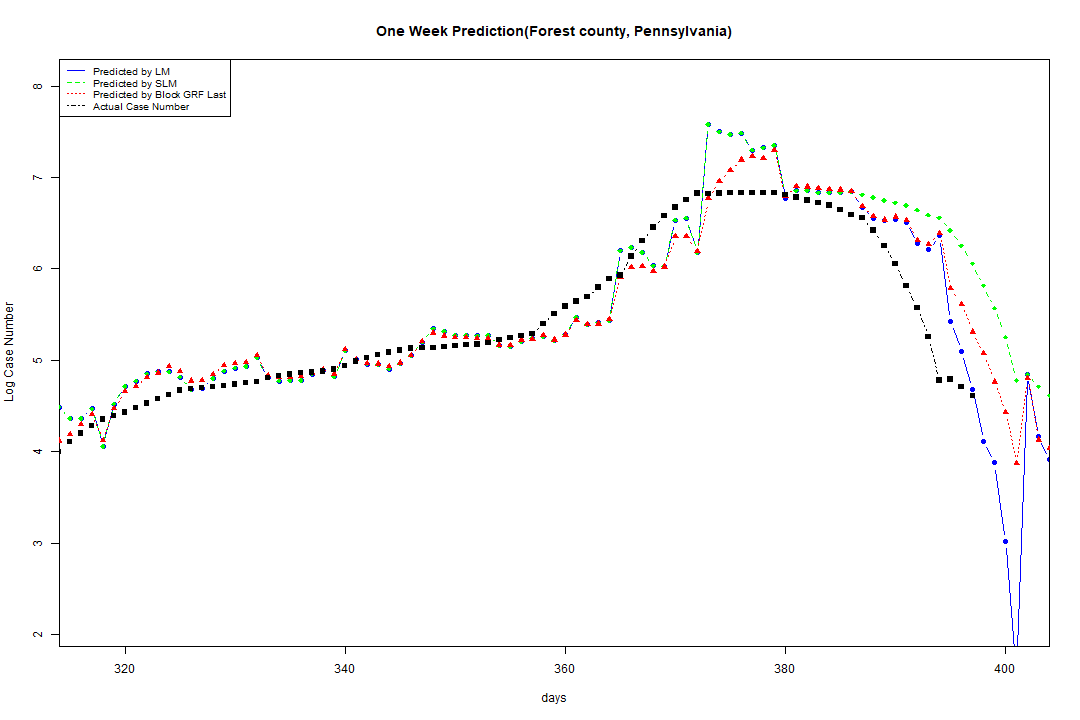 One Week Prediction(Forest county, Pennsylvania)
Predicted by LM
Predicted by SLM
Predicted by Block GRF Last
Actual Case Number
8
7
6
5
4
3
2
Log Case Number
320 340 360 380 400
days